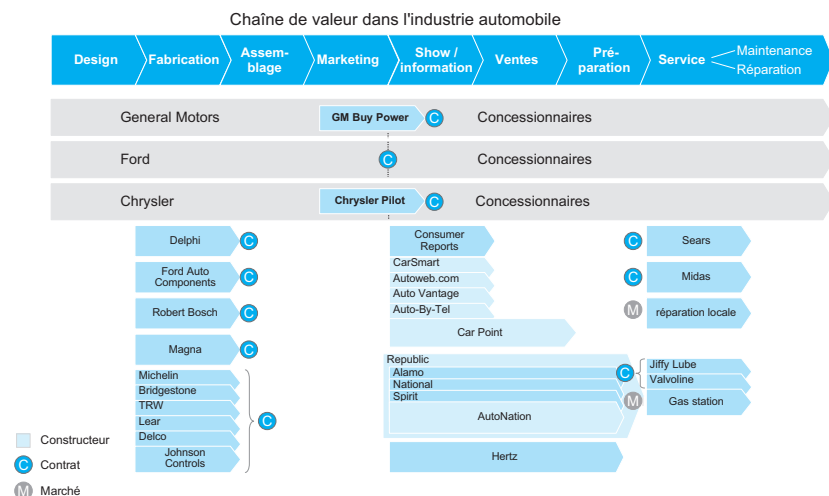 Chaîne de valeur dans l'industrie automobile
Design
Fabrication
Assem-
blage
Marketing
Show /
information
Ventes
Pré-
paration
Service
Maintenance
Réparation
General Motors
GM Buy Power
C
Concessionnaires
Ford
C
Concessionnaires
Chrysler
Chrysler Pilot
C
Concessionnaires
Delphi
C
Ford Auto
Components
C
Robert Bosch
C
Magna
C
Michelin
Bridgestone
TRW
Lear
Delco
Johnson
Controls
C
Consumer
Reports
CarSmart
Autoweb.com
Auto Vantage
Auto-By-Tel
Car Point
Republic
Alamo
National
Spirit
AutoNation
Hertz
C
Sears
C
Midas
M
réparation locale
C
Jiffy Lube
Valvoline
M
Gas station
Constructeur
C
Contrat
M
Marché